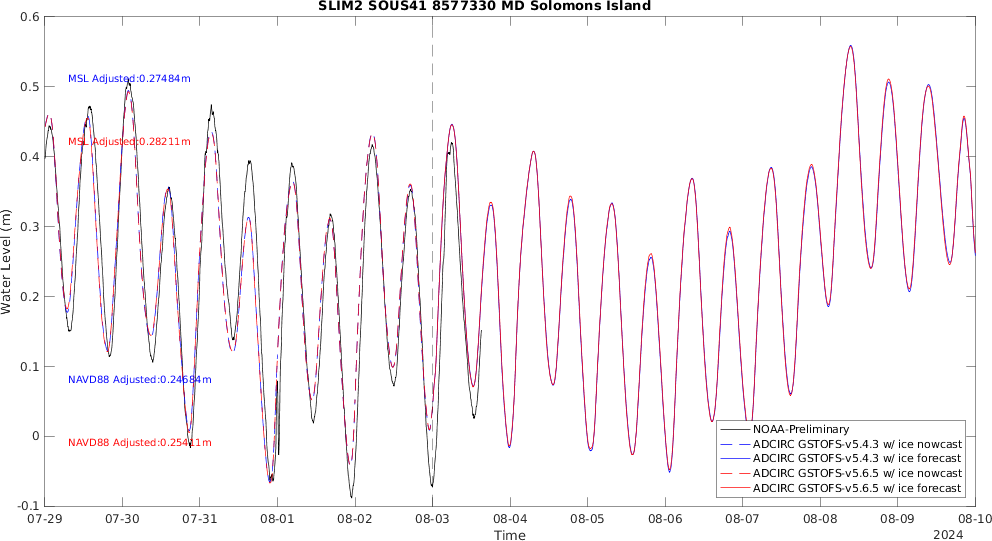 SLIM2 SOUS41 8577330 MD Solomons Island
0.6
0.5
0.4
0.3
0.2
0.1
0
-0.1
Water Level (m)
MSL Adjusted:0.27484m
MSL Adjusted:0.28211m
NAVD88 Adjusted:0.24684m
NAVD88 Adjusted:0.25411m
NOAA-Preliminary
ADCIRC GSTOFS-v5.4.3 w/ ice nowcast
ADCIRC GSTOFS-v5.4.3 w/ ice forecast
ADCIRC GSTOFS-v5.6.5 w/ ice nowcast
ADCIRC GSTOFS-v5.6.5 w/ ice forecast
07-29 07-30 07-31 08-01 08-02 08-03 08-04 08-05 08-06 08-07 08-08 08-09 08-10
Time
2024